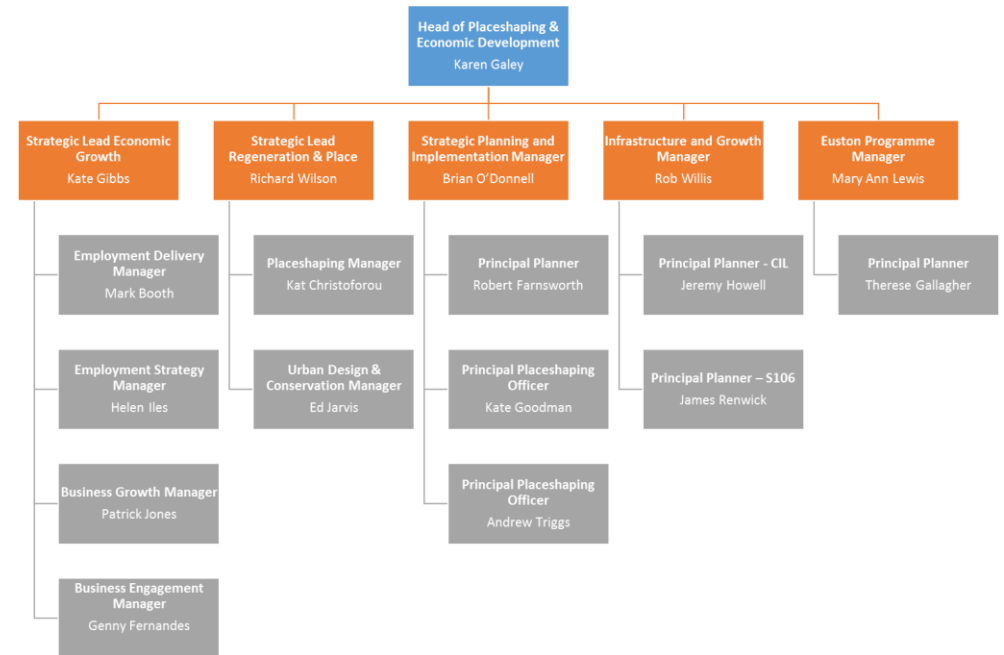 Head of Placeshaping &
Economic Development
Karen Galey
Strategic Lead Economic
Growth
Kate Gibbs
Strategic Lead
Regeneration & Place
Richard Wilson
Strategic Planning and
Implementation Manager
Brian O’Donnell
Infrastructure and Growth
Manager
Rob Willis
Euston Programme
Manager
Mary Ann Lewis
Employment Delivery
Manager
Mark Booth
Employment Strategy
Manager
Helen Iles
Business Growth Manager
Patrick Jones
Business Engagement
Manager
Genny Fernandes
Placeshaping Manager
Kat Christoforou
Urban Design &
Conservation Manager
Ed Jarvis
Principal Planner
Robert Farnsworth
Principal Placeshaping
Officer
Kate Goodman
Principal Placeshaping
Officer
Andrew Triggs
Principal Planner - CIL
Jeremy Howell
Principal Planner – S106
James Renwick
Principal Planner
Therese Gallagher